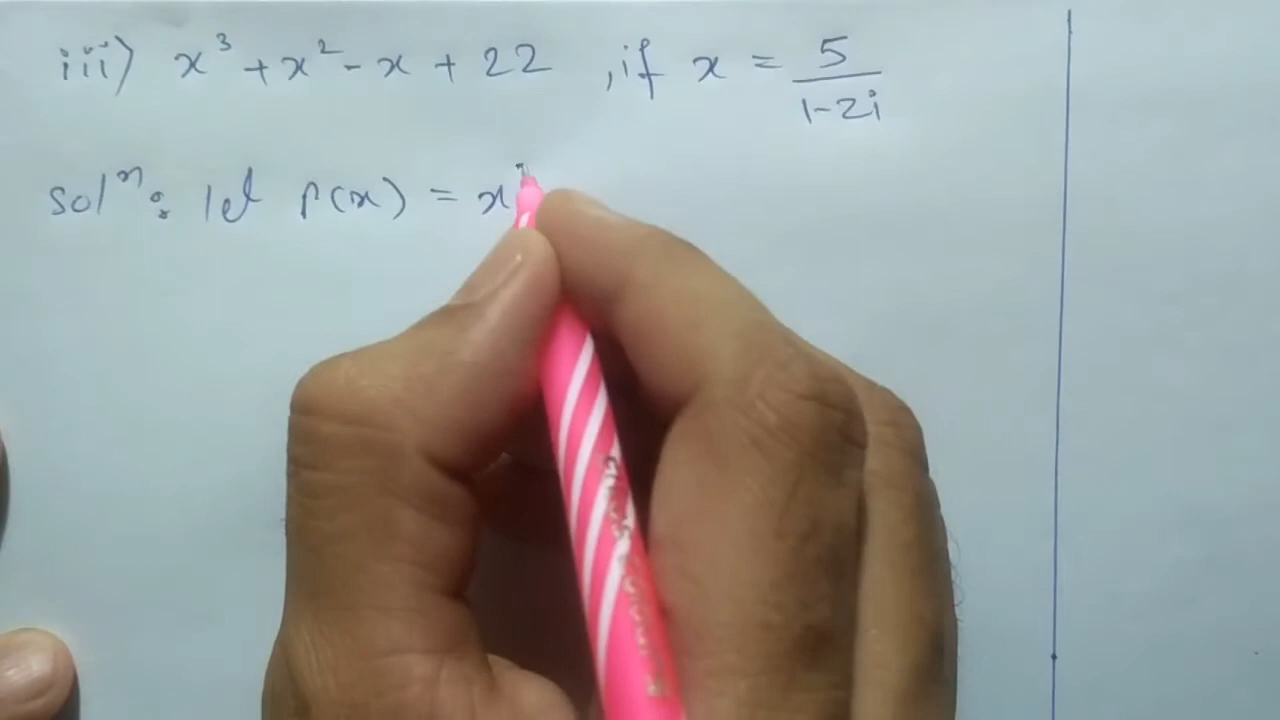 iii) x³ + x² - x + 22 , if x = 5/(1-2i)
solⁿ: let p(x) = x